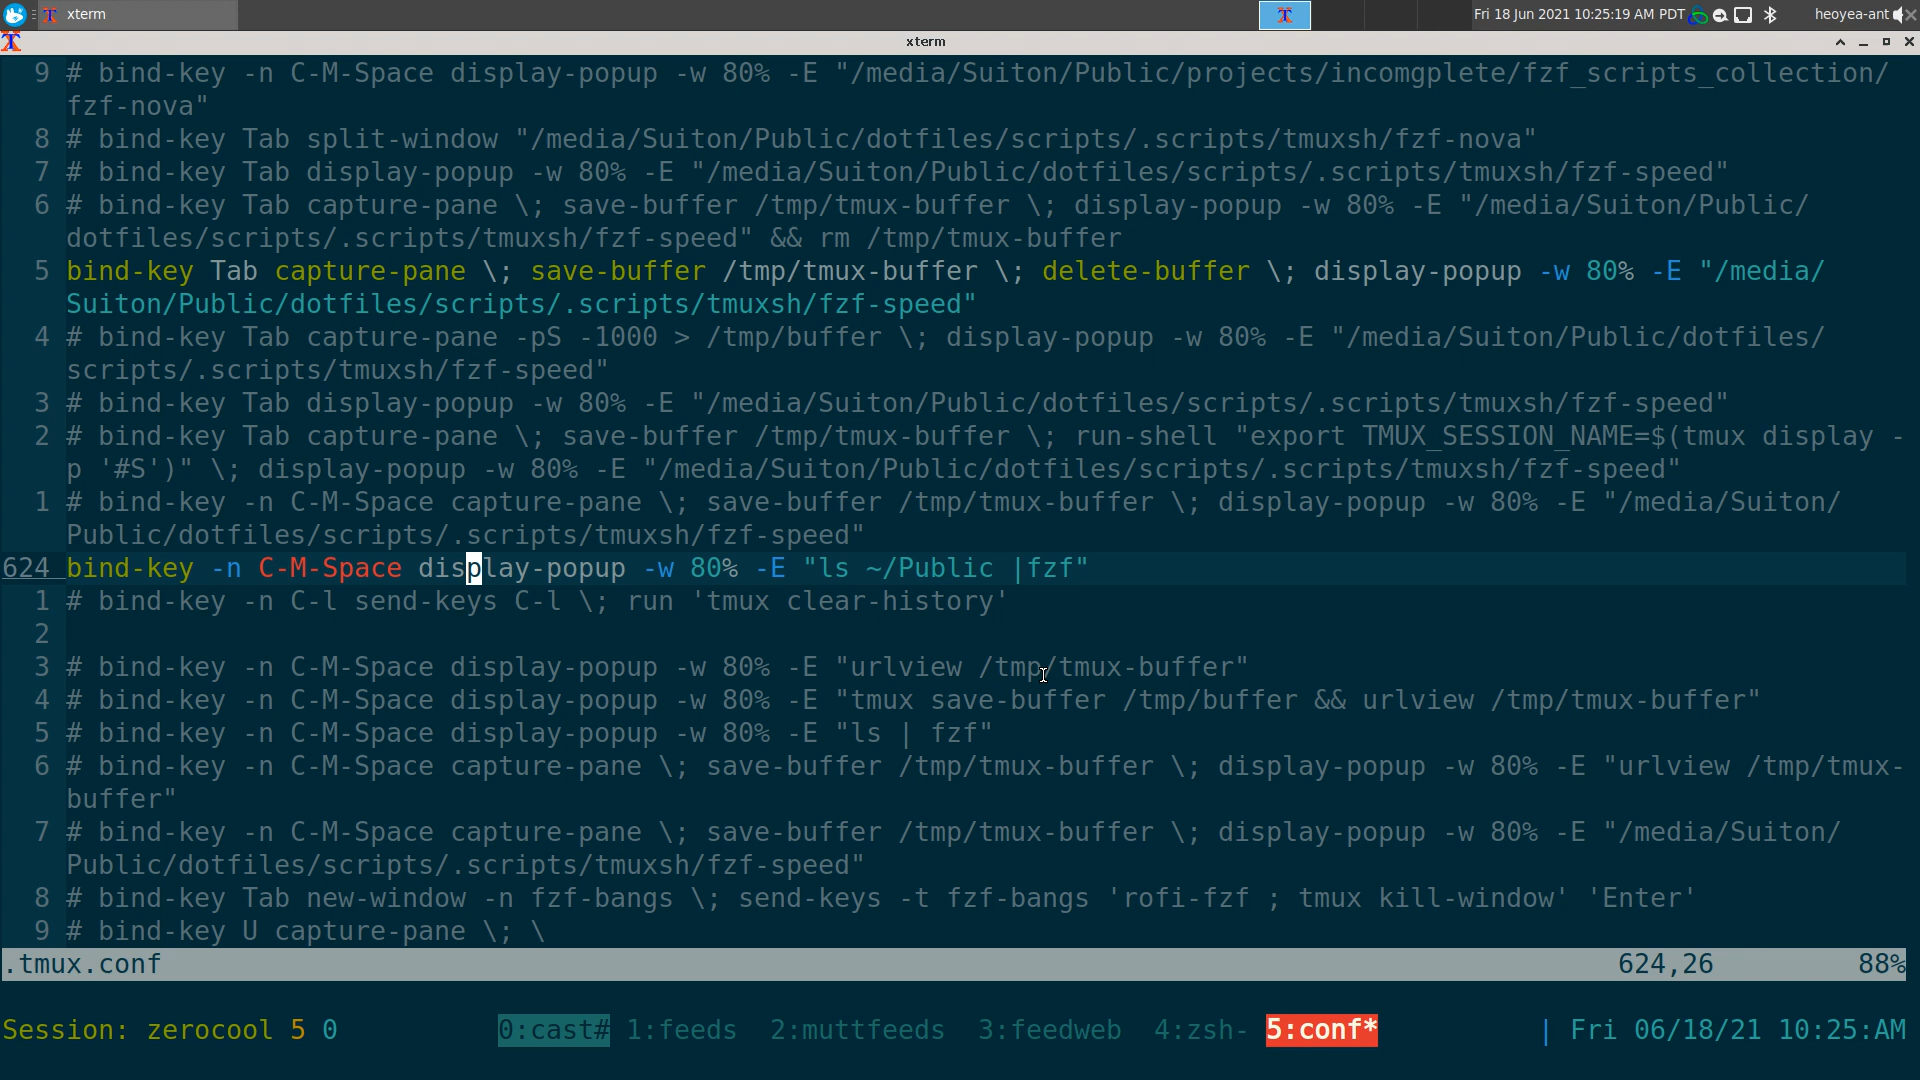 xterm
Fri 18 Jun 2021 10:25:19 AM PDT
heoyea-ant
xterm
9 # bind-key -n C-M-Space display-popup -w 80% -E "/media/Suiton/Public/projects/incomgplete/fzf_scripts_collection/
fzf-nova"
8 # bind-key Tab split-window "/media/Suiton/Public/dotfiles/scripts/.scripts/tmuxsh/fzf-nova"
7 # bind-key Tab display-popup -w 80% -E "/media/Suiton/Public/dotfiles/scripts/.scripts/tmuxsh/fzf-speed"
6 # bind-key Tab capture-pane \; save-buffer /tmp/tmux-buffer \; display-popup -w 80% -E "/media/Suiton/Public/
dotfiles/scripts/.scripts/tmuxsh/fzf-speed" && rm /tmp/tmux-buffer
5 bind-key Tab capture-pane \; save-buffer /tmp/tmux-buffer \; delete-buffer \; display-popup -w 80% -E "/media/
Suiton/Public/dotfiles/scripts/.scripts/tmuxsh/fzf-speed"
4 # bind-key Tab capture-pane -pS -1000 > /tmp/buffer \; display-popup -w 80% -E "/media/Suiton/Public/dotfiles/
scripts/.scripts/tmuxsh/fzf-speed"
3 # bind-key Tab display-popup -w 80% -E "/media/Suiton/Public/dotfiles/scripts/.scripts/tmuxsh/fzf-speed"
2 # bind-key Tab capture-pane \; save-buffer /tmp/tmux-buffer \; run-shell "export TMUX_SESSION_NAME=$(tmux display -
p '#S')" \; display-popup -w 80% -E "/media/Suiton/Public/dotfiles/scripts/.scripts/tmuxsh/fzf-speed"
1 # bind-key -n C-M-Space capture-pane \; save-buffer /tmp/tmux-buffer \; display-popup -w 80% -E "/media/Suiton/
Public/dotfiles/scripts/.scripts/tmuxsh/fzf-speed"
624 bind-key -n C-M-Space display-popup -w 80% -E "ls ~/Public |fzf"
1 # bind-key -n C-l send-keys C-l \; run 'tmux clear-history'
2
3 # bind-key -n C-M-Space display-popup -w 80% -E "urlview /tmp/tmux-buffer"
4 # bind-key -n C-M-Space display-popup -w 80% -E "tmux save-buffer /tmp/buffer && urlview /tmp/tmux-buffer"
5 # bind-key -n C-M-Space display-popup -w 80% -E "ls | fzf"
6 # bind-key -n C-M-Space capture-pane \; save-buffer /tmp/tmux-buffer \; display-popup -w 80% -E "urlview /tmp/tmux-
buffer"
7 # bind-key -n C-M-Space capture-pane \; save-buffer /tmp/tmux-buffer \; display-popup -w 80% -E "/media/Suiton/
Public/dotfiles/scripts/.scripts/tmuxsh/fzf-speed"
8 # bind-key Tab new-window -n fzf-bangs \; send-keys -t fzf-bangs 'rofi-fzf ; tmux kill-window' 'Enter'
9 # bind-key U capture-pane \; \
.tmux.conf 624,26 88%
Session: zerocool 5 0 0:cast# 1:feeds 2:muttfeeds 3:feedweb 4:zsh- 5:conf* | Fri 06/18/21 10:25:AM